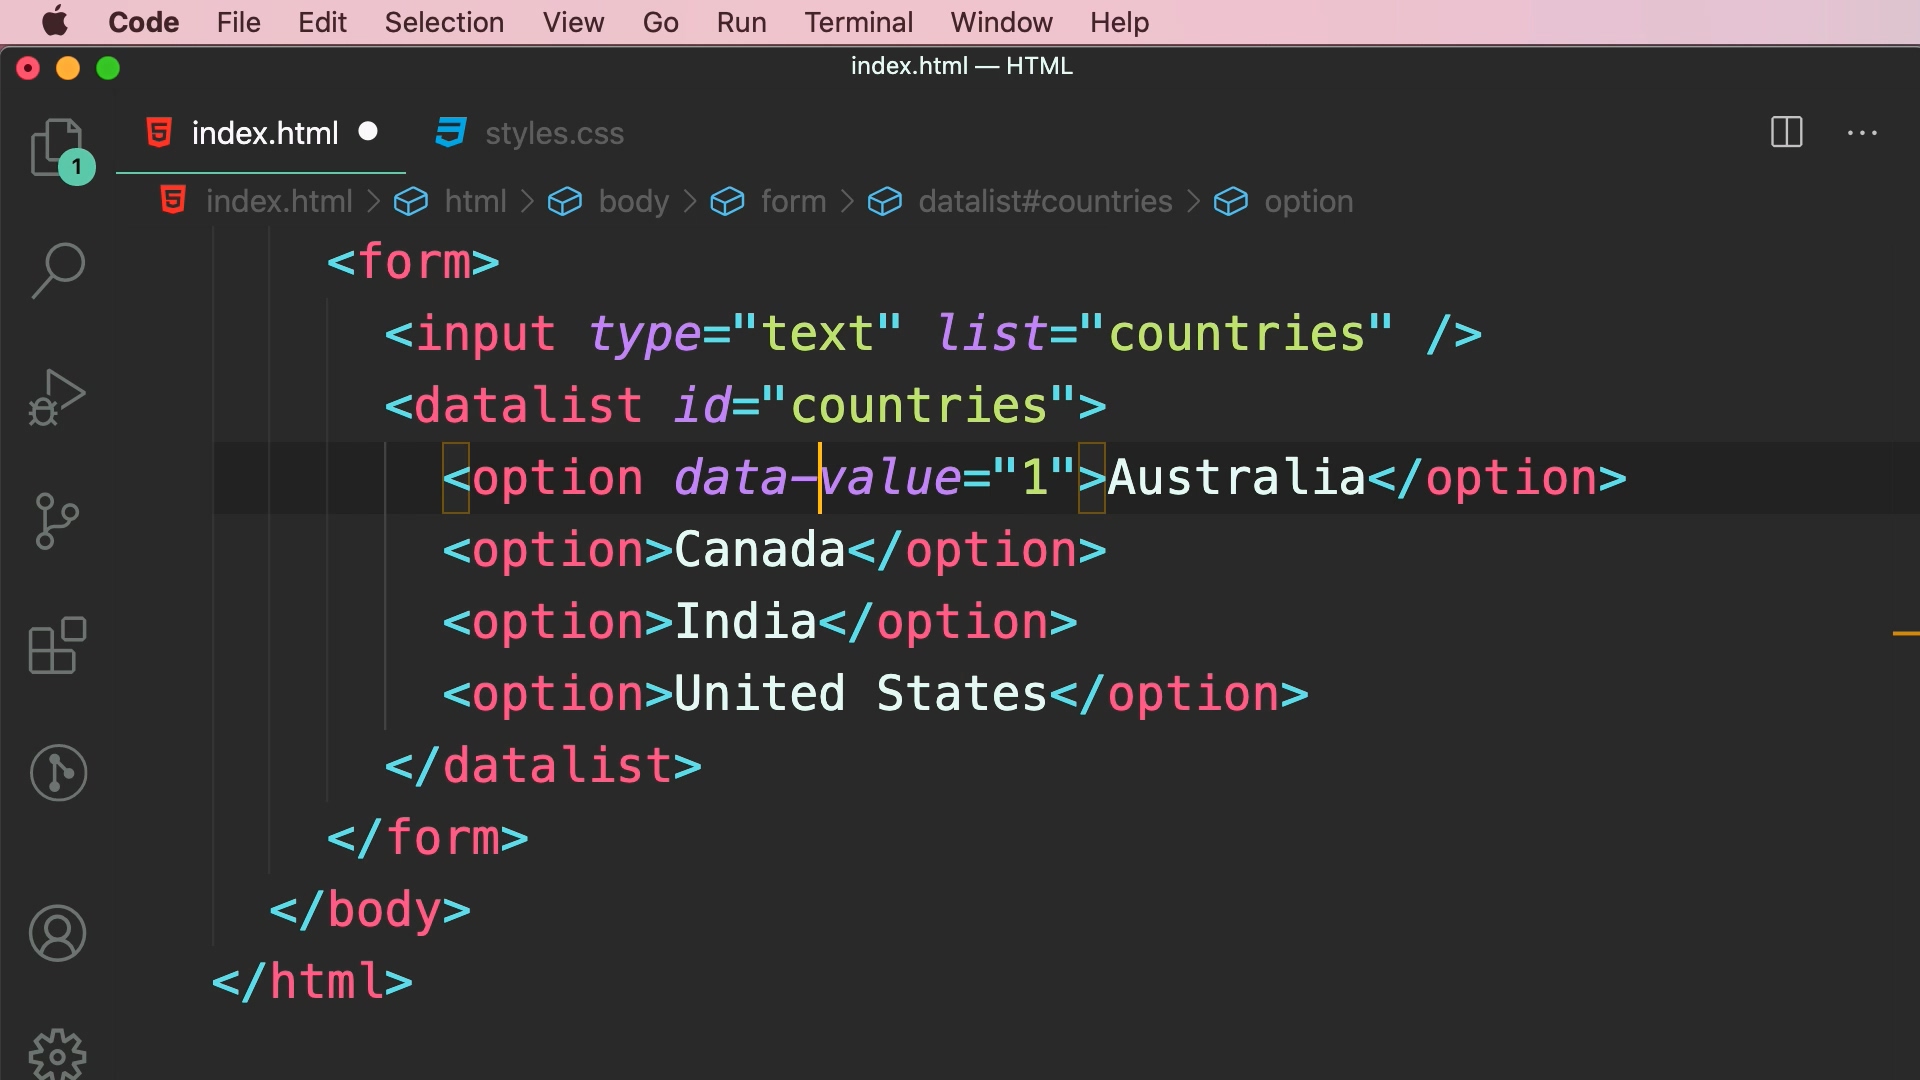 Code File Edit Selection View Go Run Terminal Window Help
index.html — HTML
index.html styles.css
1
index.html > html > body > form > datalist#countries > option
<form>
<input type="text" list="countries" />
<datalist id="countries">
<option data-value="1">Australia</option>
<option>Canada</option>
<option>India</option>
<option>United States</option>
</datalist>
</form>
</body>
</html>